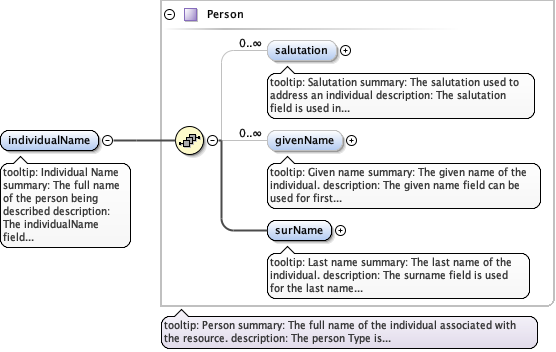 Person
0..∞
salutation
tooltip: Salutation summary: The salutation used to
address an individual description: The salutation
field is used in...
individualName
tooltip: Individual Name
summary: The full name
of the person being
described description:
The individualName
field...
0..∞
givenName
tooltip: Given name summary: The given name of the
individual. description: The given name field can be
used for first...
surName
tooltip: Last name summary: The last name of the
individual. description: The surname field is used
for the last name...
tooltip: Person summary: The full name of the individual associated with
the resource. description: The person Type is...